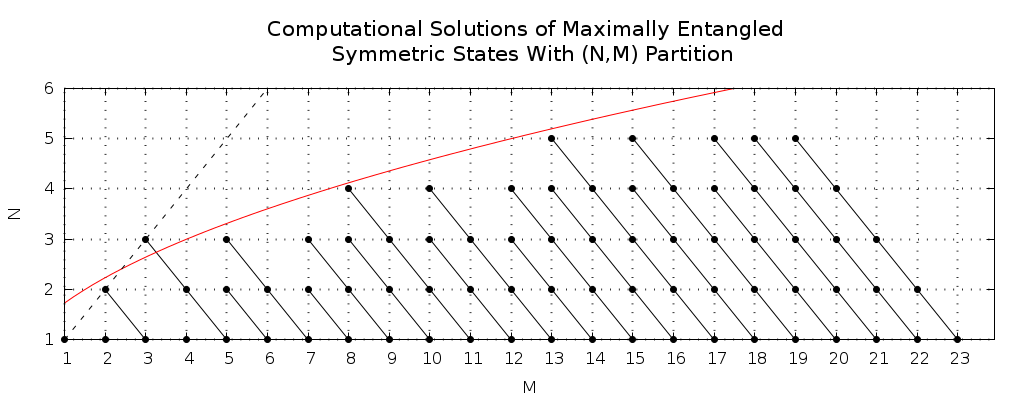 Computational Solutions of Maximally Entangled
Symmetric States With (N,M) Partition
6
5
4
3
2
1
N
1 2 3 4 5 6 7 8 9 10 11 12 13 14 15 16 17 18 19 20 21 22 23
M